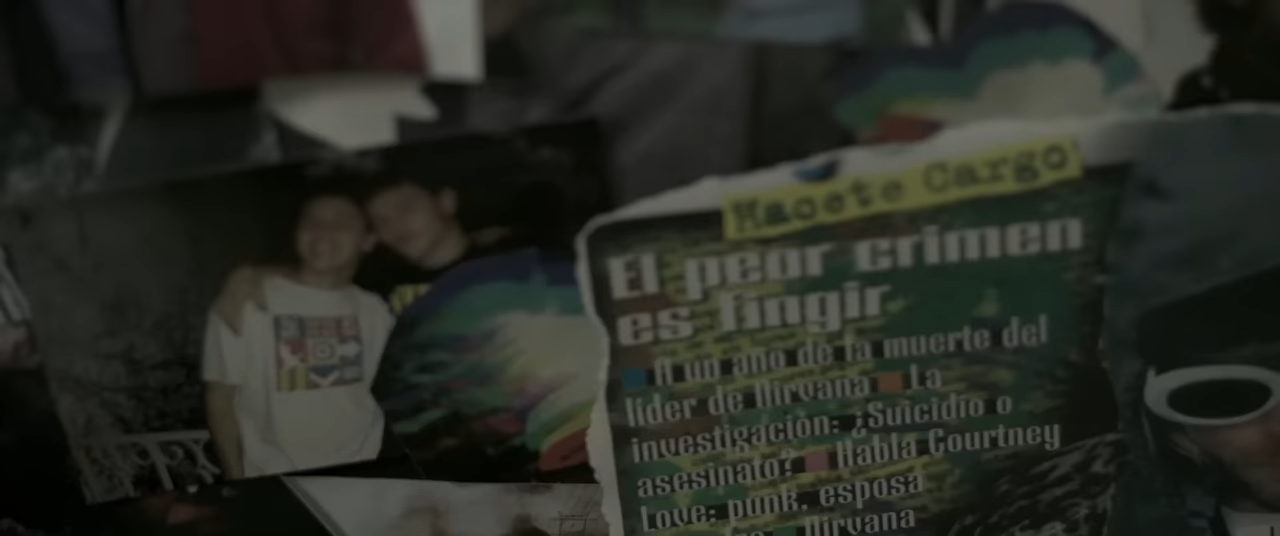 Hacete Cargo
El peor crimen
es fingir
A un año de la muerte del
líder de Nirvana La
investigación: ¿Suicidio o
asesinato? Habla Courtney
Love: punk, esposa
Nirvana